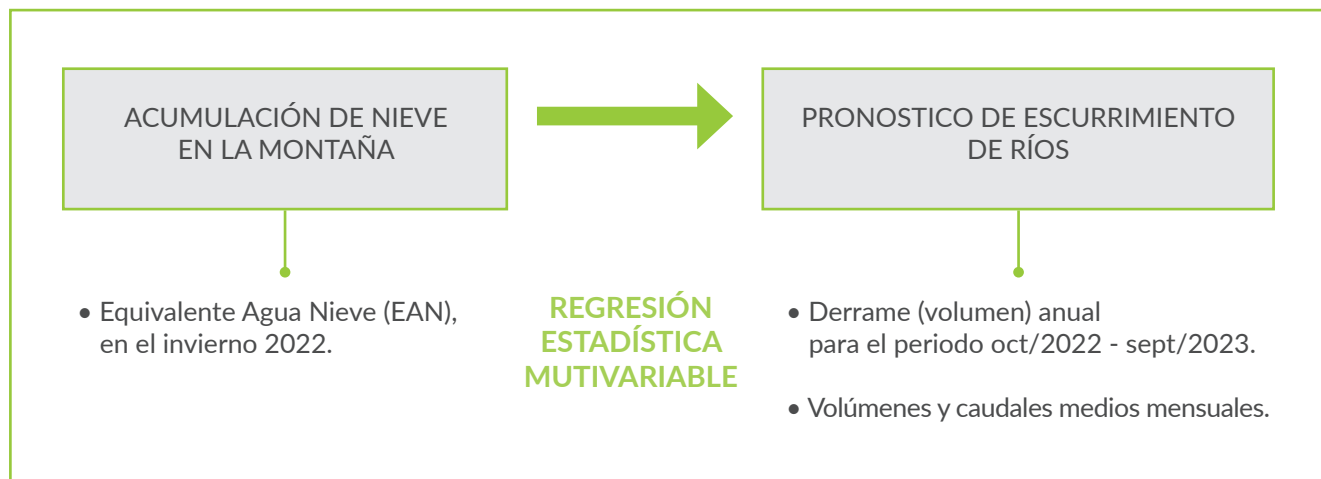 ACUMULACIÓN DE NIEVE
EN LA MONTAÑA
PRONOSTICO DE ESCURRIMIENTO
DE RÍOS
• Equivalente Agua Nieve (EAN),
en el invierno 2022.
REGRESIÓN
ESTADÍSTICA
MUTIVARIABLE
• Derrame (volumen) anual
para el periodo oct/2022 - sept/2023.
• Volúmenes y caudales medios mensuales.